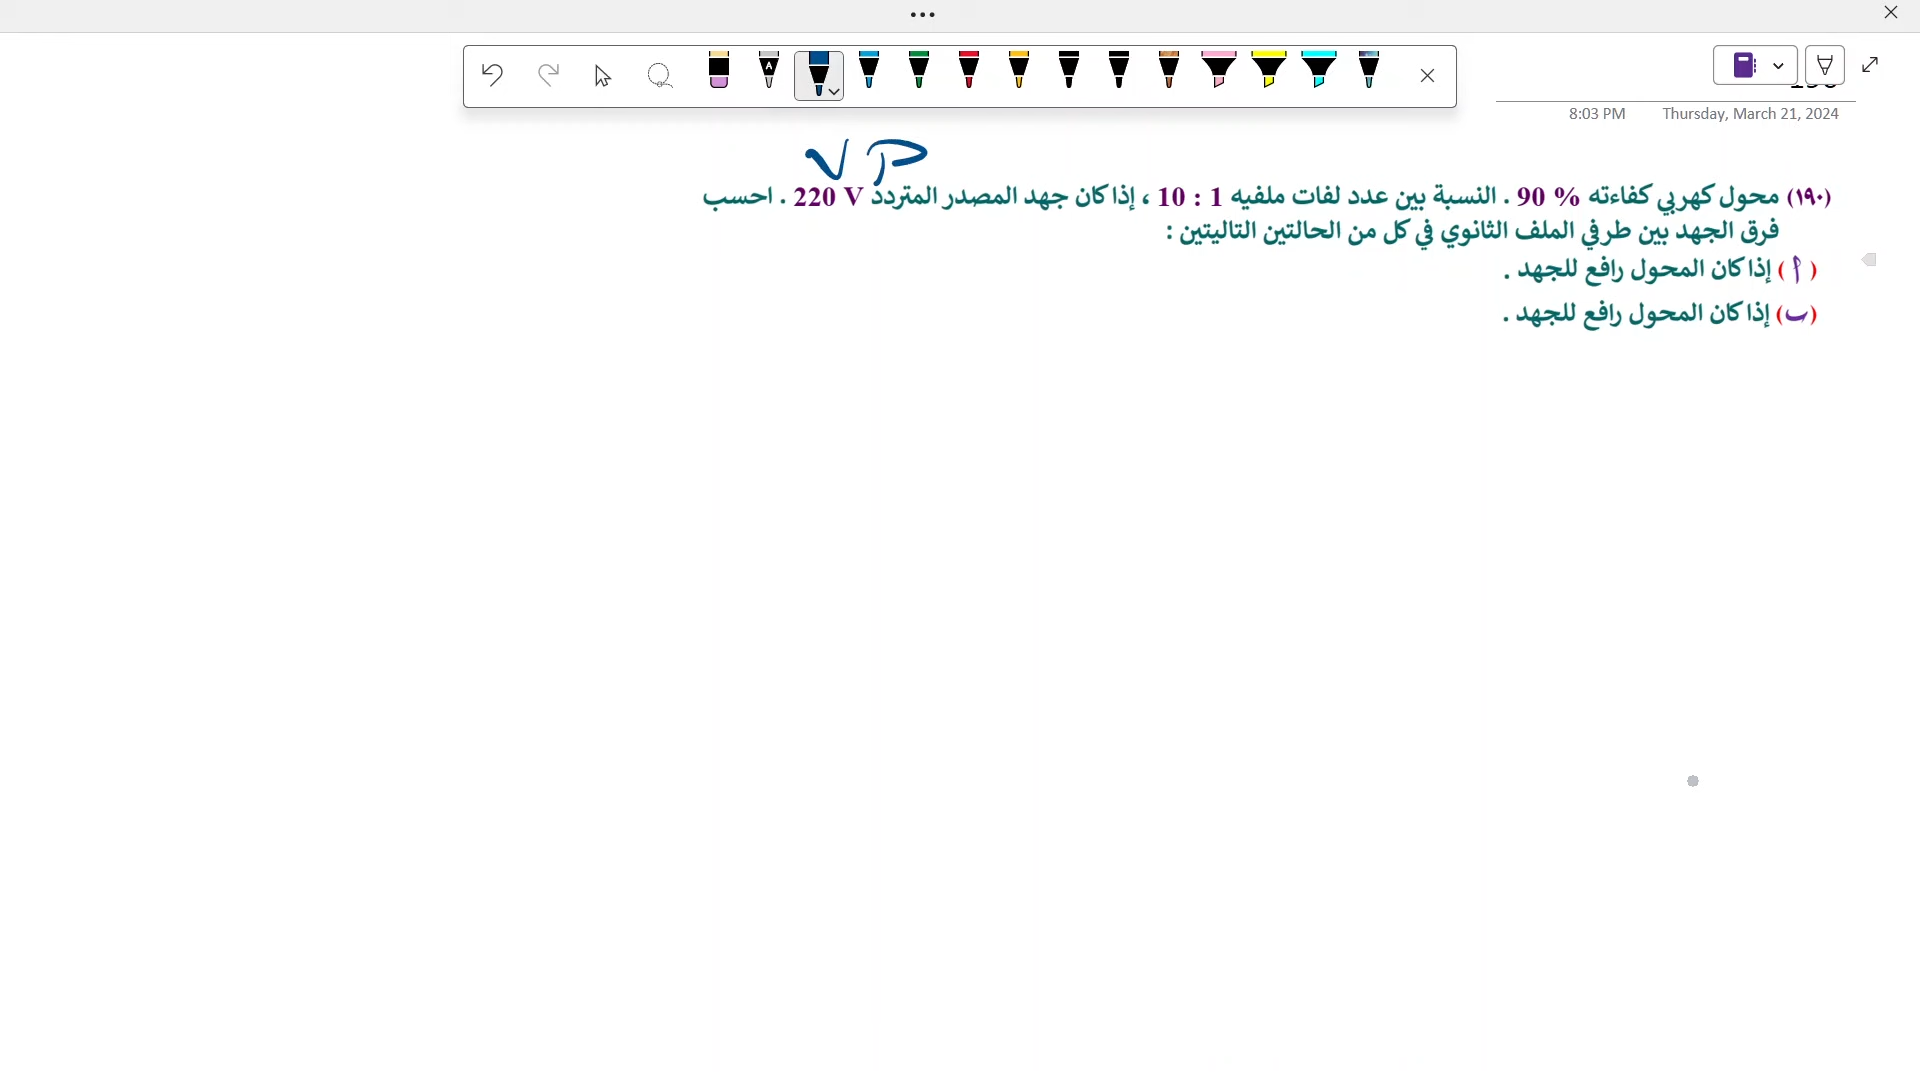 8:03 PM Thursday, March 21, 2024
VP
(١٩٠) محول كهربي كفاءته % 90 . النسبة بين عدد لفات ملفيه 1 : 10 ، إذا كان جهد المصدر المتردد 220 V . احسب
فرق الجهد بين طرفي الملف الثانوي في كل من الحالتين التاليتين :
( أ ) إذا كان المحول رافع للجهد .
(ب) إذا كان المحول رافع للجهد .